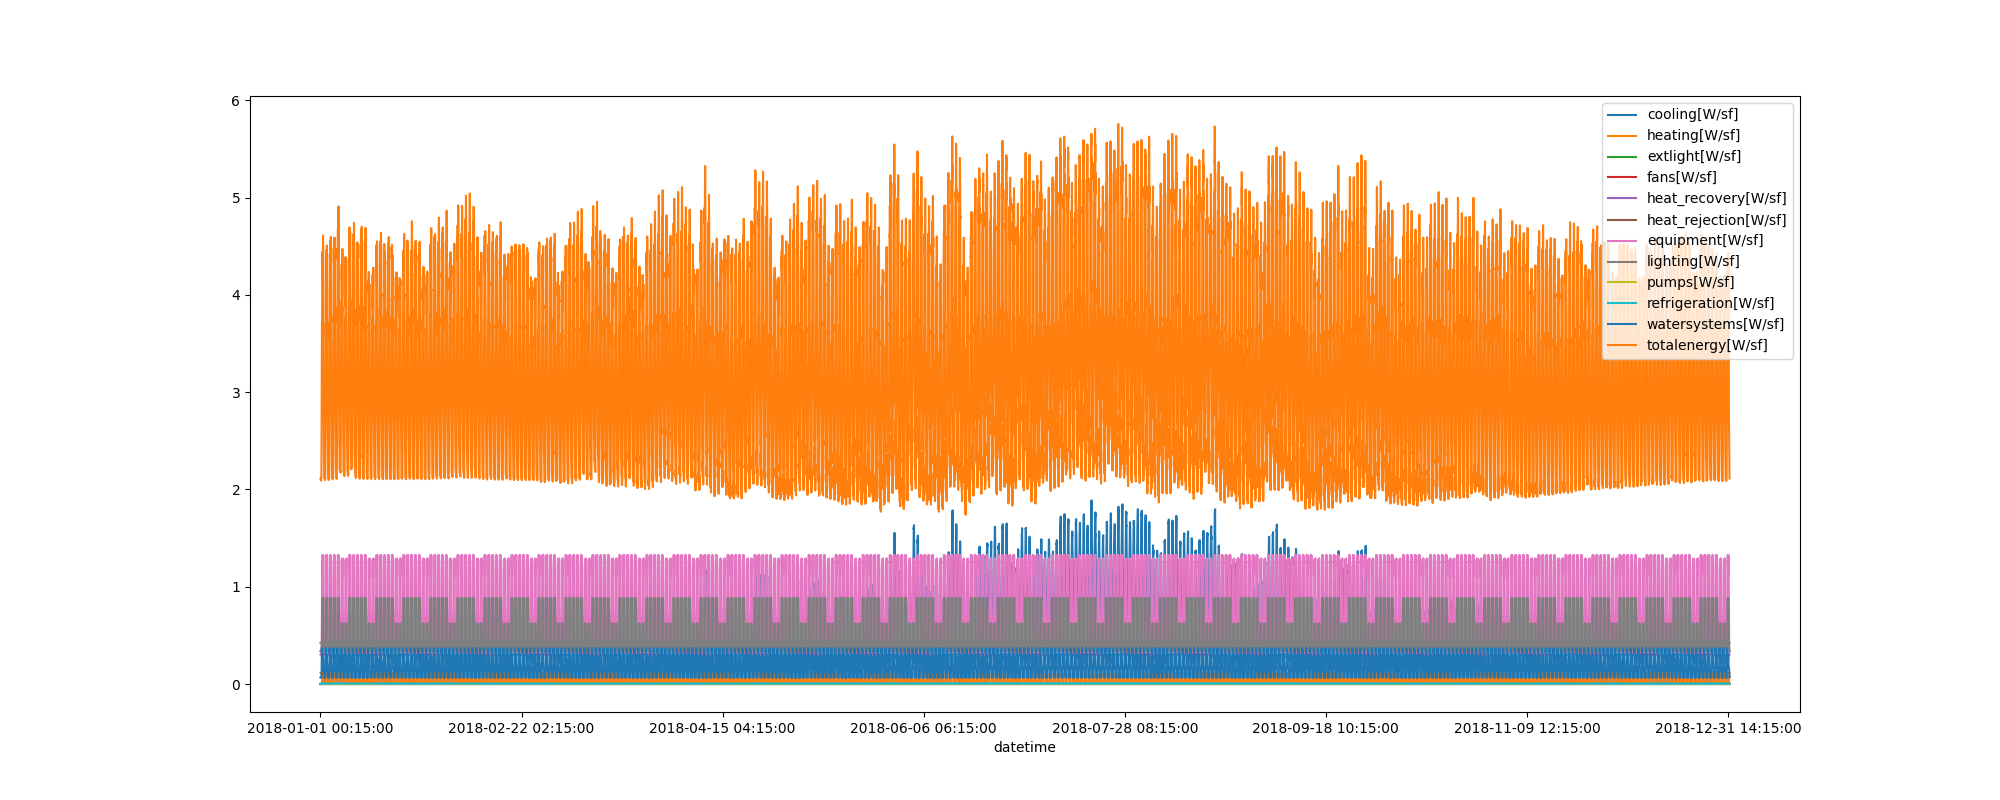 6
5
4
3
2
1
0
cooling[W/sf]
heating[W/sf]
extlight[W/sf]
fans[W/sf]
heat_recovery[W/sf]
heat_rejection[W/sf]
equipment[W/sf]
lighting[W/sf]
pumps[W/sf]
refrigeration[W/sf]
watersystems[W/sf]
totalenergy[W/sf]
2018-01-01 00:15:00 2018-02-22 02:15:00 2018-04-15 04:15:00 2018-06-06 06:15:00 2018-07-28 08:15:00 2018-09-18 10:15:00 2018-11-09 12:15:00 2018-12-31 14:15:00
datetime